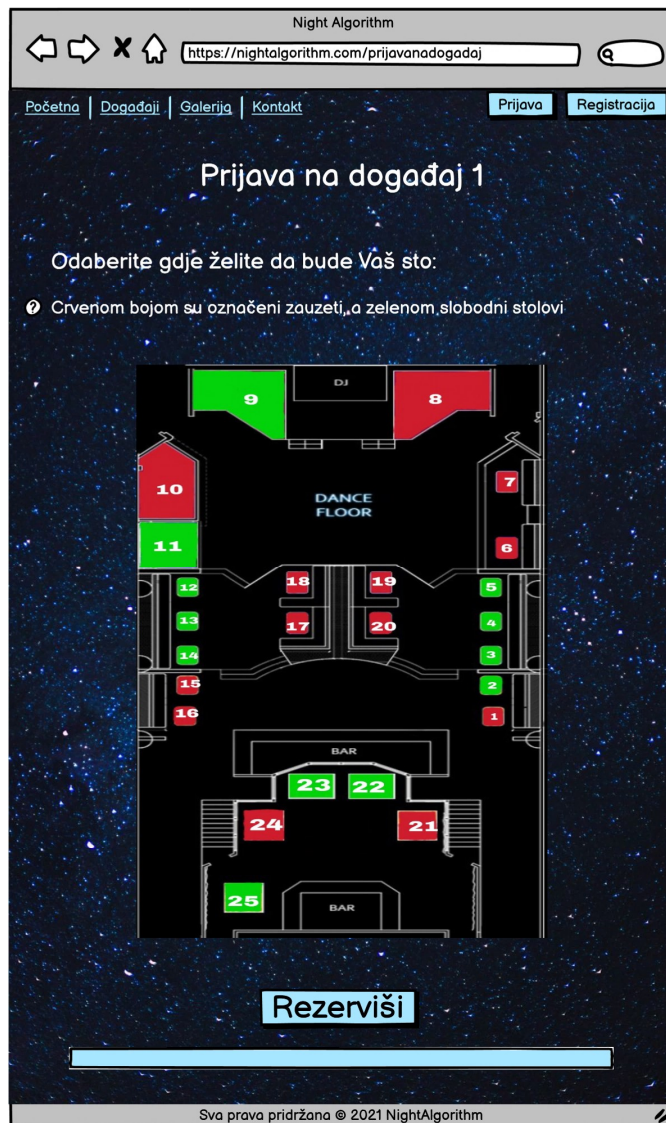 Night Algorithm
https://nightalgorithm.com/prijavanadogadaj
Početna Događaji Galerija Kontakt Prijava Registracija
Prijava na događaj 1
Odaberite gdje želite da bude Vaš sto:
? Crvenom bojom su označeni zauzeti, a zelenom slobodni stolovi
9 DJ 8
10 7
DANCE
FLOOR
11 6
12 18 19 5
13 17 20 4
14 3
15 2
16 1
BAR
23 22
24 21
25 BAR
Rezerviši
Sva prava pridržana © 2021 NightAlgorithm